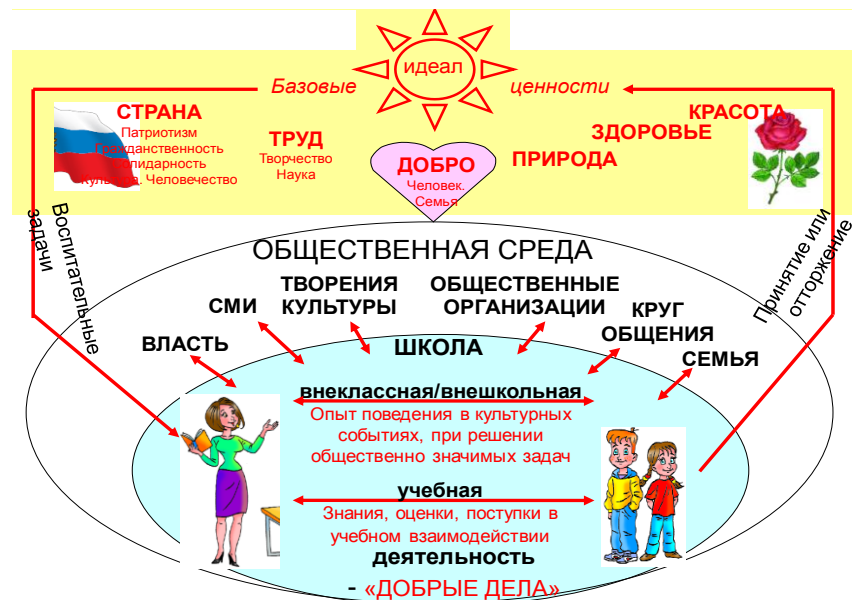 идеал
Базовые ценности
СТРАНА
Патриотизм
Гражданственность
лидарность
Человечество
ТРУД
Творчество
Наука
ДОБРО
Человек.
Семья
ПРИРОДА
ЗДОРОВЬЕ
КРАСОТА
Воспитательные
задачи
Принятие или
отторжение
ОБЩЕСТВЕННАЯ СРЕДА
ВЛАСТЬ
СМИ
ТВОРЕНИЯ
КУЛЬТУРЫ
ОБЩЕСТВЕННЫЕ
ОРГАНИЗАЦИИ
КРУГ
ОБЩЕНИЯ
СЕМЬЯ
ШКОЛА
внеклассная/внешкольная
Опыт поведения в культурных
событиях, при решении
общественно значимых задач
учебная
Знания, оценки, поступки в
учебном взаимодействии
деятельность
- «ДОБРЫЕ ДЕЛА»